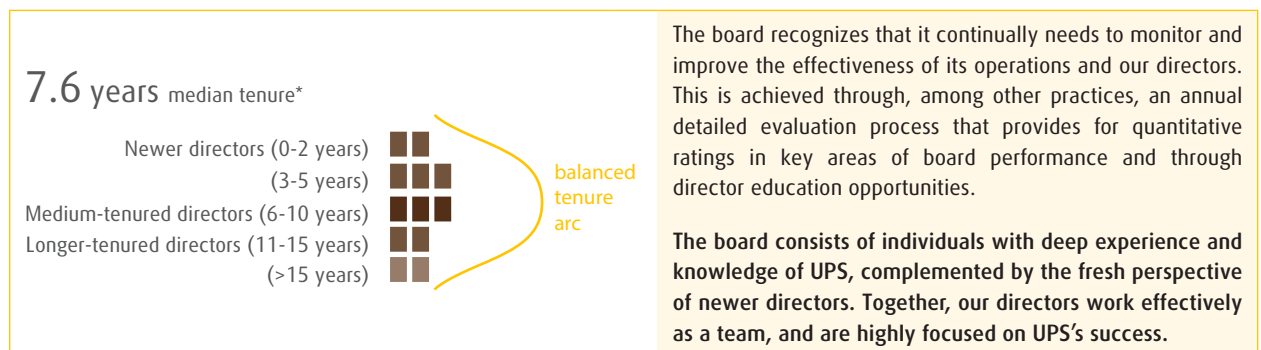 7.6 years median tenure*
Newer directors (0-2 years)
(3-5 years)
Medium-tenured directors (6-10 years)
Longer-tenured directors (11-15 years)
(>15 years)
balanced
tenure
arc
The board recognizes that it continually needs to monitor and
improve the effectiveness of its operations and our directors.
This is achieved through, among other practices, an annual
detailed evaluation process that provides for quantitative
ratings in key areas of board performance and through
director education opportunities.
The board consists of individuals with deep experience and
knowledge of UPS, complemented by the fresh perspective
of newer directors. Together, our directors work effectively
as a team, and are highly focused on UPS’s success.